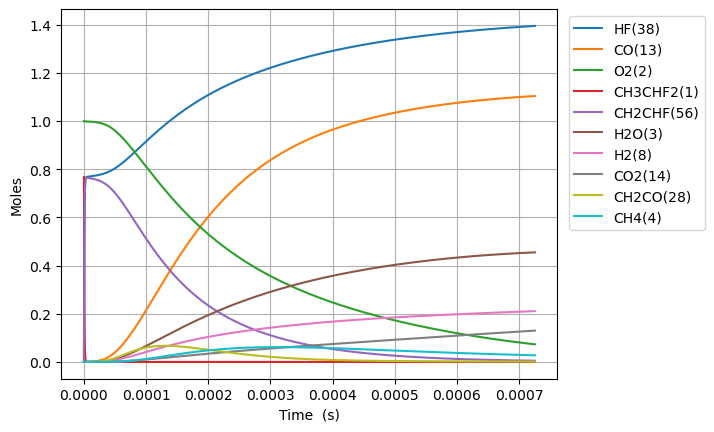 1.4
1.2
1.0
0.8
0.6
0.4
0.2
0.0
Moles
0.0000 0.0001 0.0002 0.0003 0.0004 0.0005 0.0006 0.0007
Time (s)
HF(38)
CO(13)
O2(2)
CH3CHF2(1)
CH2CHF(56)
H2O(3)
H2(8)
CO2(14)
CH2CO(28)
CH4(4)